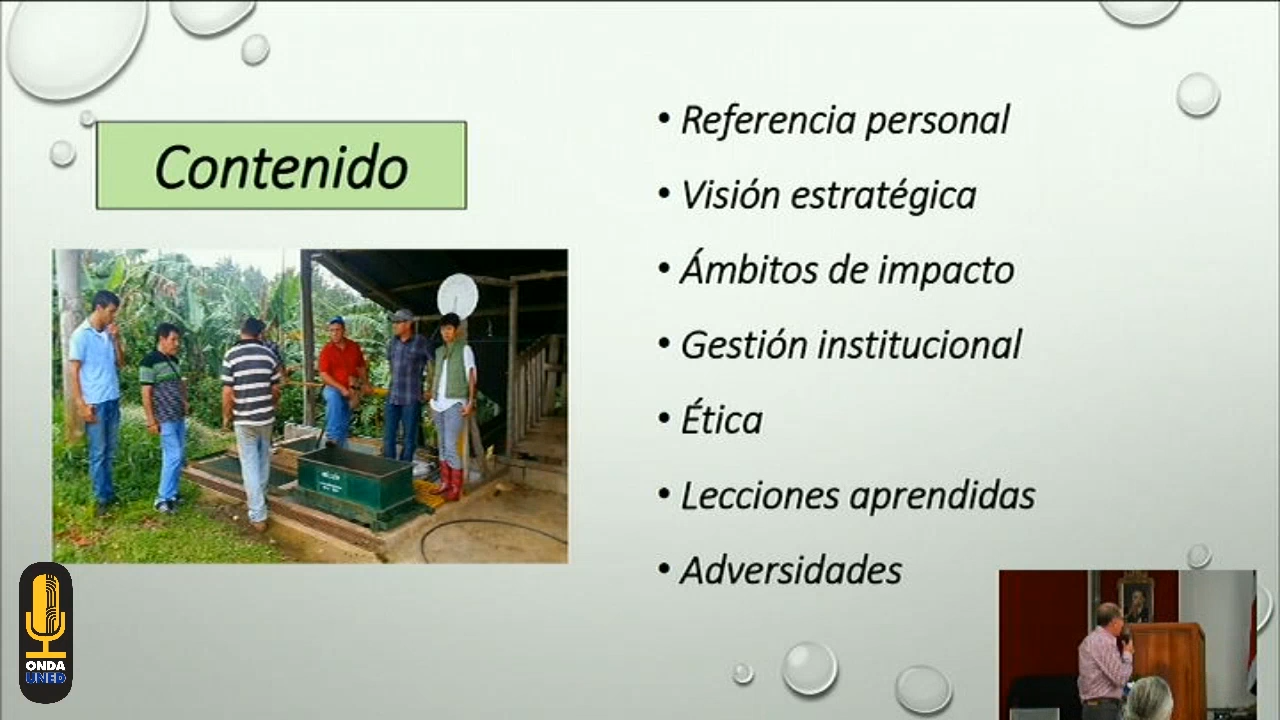 Contenido
• Referencia personal
• Visión estratégica
• Ámbitos de impacto
• Gestión institucional
• Ética
• Lecciones aprendidas
• Adversidades
ONDA
UNED